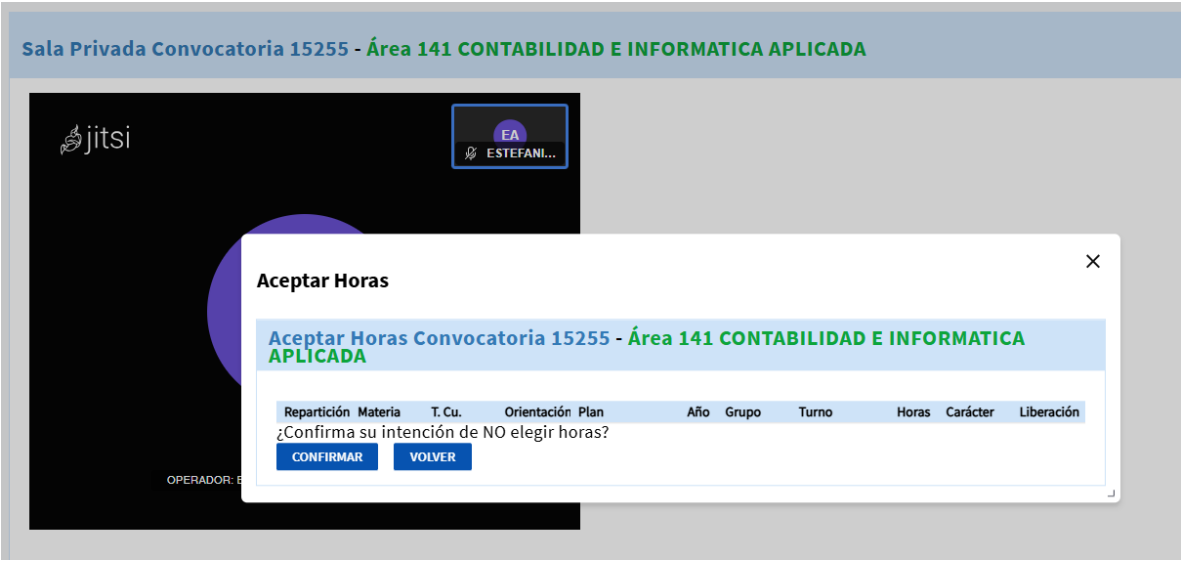 Sala Privada Convocatoria 15255 - Área 141 CONTABILIDAD E INFORMATICA APLICADA
jitsi
EA
ESTEFANI...
Aceptar Horas
Aceptar Horas Convocatoria 15255 - Área 141 CONTABILIDAD E INFORMATICA
APLICADA
Repartición Materia T. Cu. Orientación Plan Año Grupo Turno Horas Carácter Liberación
¿Confirma su intención de NO elegir horas?
CONFIRMAR VOLVER
OPERADOR: